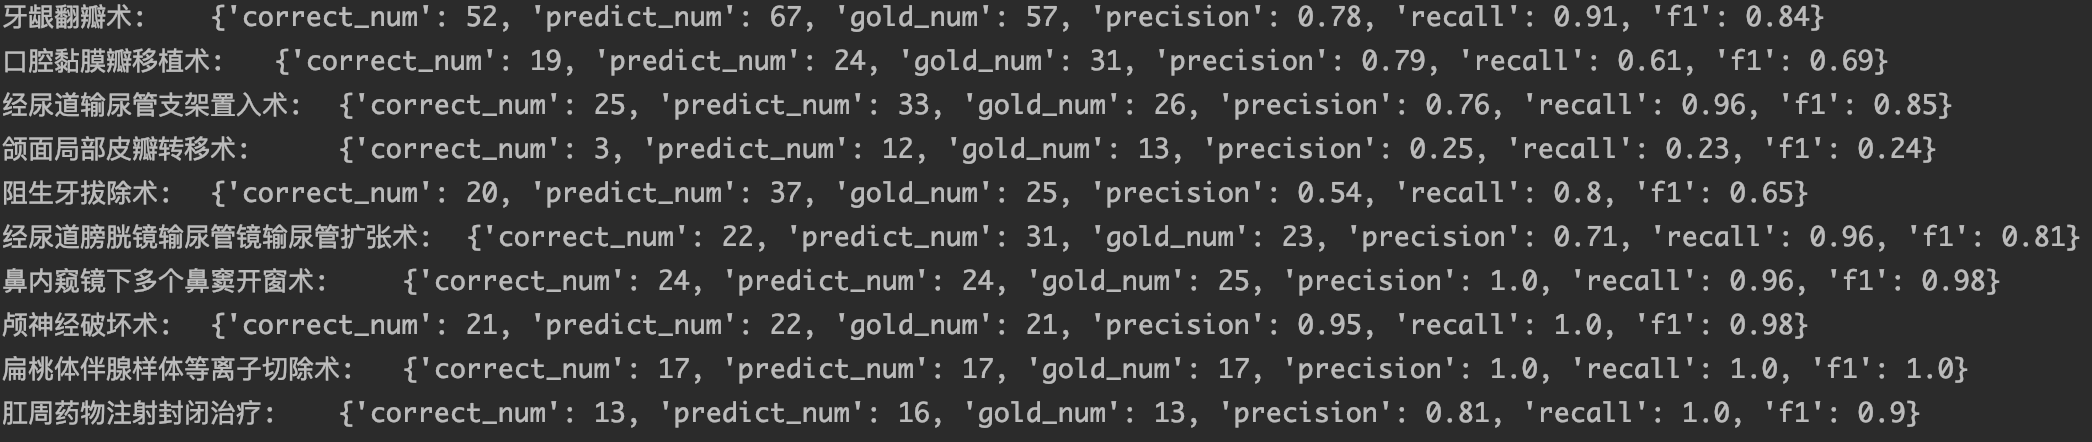 牙龈翻瓣术:    {'correct_num': 52, 'predict_num': 67, 'gold_num': 57, 'precision': 0.78, 'recall': 0.91, 'f1': 0.84}
口腔黏膜瓣移植术:   {'correct_num': 19, 'predict_num': 24, 'gold_num': 31, 'precision': 0.79, 'recall': 0.61, 'f1': 0.69}
经尿道输尿管支架置入术:  {'correct_num': 25, 'predict_num': 33, 'gold_num': 26, 'precision': 0.76, 'recall': 0.96, 'f1': 0.85}
颌面局部皮瓣转移术:     {'correct_num': 3, 'predict_num': 12, 'gold_num': 13, 'precision': 0.25, 'recall': 0.23, 'f1': 0.24}
阻生牙拔除术:  {'correct_num': 20, 'predict_num': 37, 'gold_num': 25, 'precision': 0.54, 'recall': 0.8, 'f1': 0.65}
经尿道膀胱镜输尿管镜输尿管扩张术:  {'correct_num': 22, 'predict_num': 31, 'gold_num': 23, 'precision': 0.71, 'recall': 0.96, 'f1': 0.81}
鼻内窥镜下多个鼻窦开窗术:    {'correct_num': 24, 'predict_num': 24, 'gold_num': 25, 'precision': 1.0, 'recall': 0.96, 'f1': 0.98}
颅神经破坏术:  {'correct_num': 21, 'predict_num': 22, 'gold_num': 21, 'precision': 0.95, 'recall': 1.0, 'f1': 0.98}
扁桃体伴腺样体等离子切除术:   {'correct_num': 17, 'predict_num': 17, 'gold_num': 17, 'precision': 1.0, 'recall': 1.0, 'f1': 1.0}
肛周药物注射封闭治疗:    {'correct_num': 13, 'predict_num': 16, 'gold_num': 13, 'precision': 0.81, 'recall': 1.0, 'f1': 0.9}